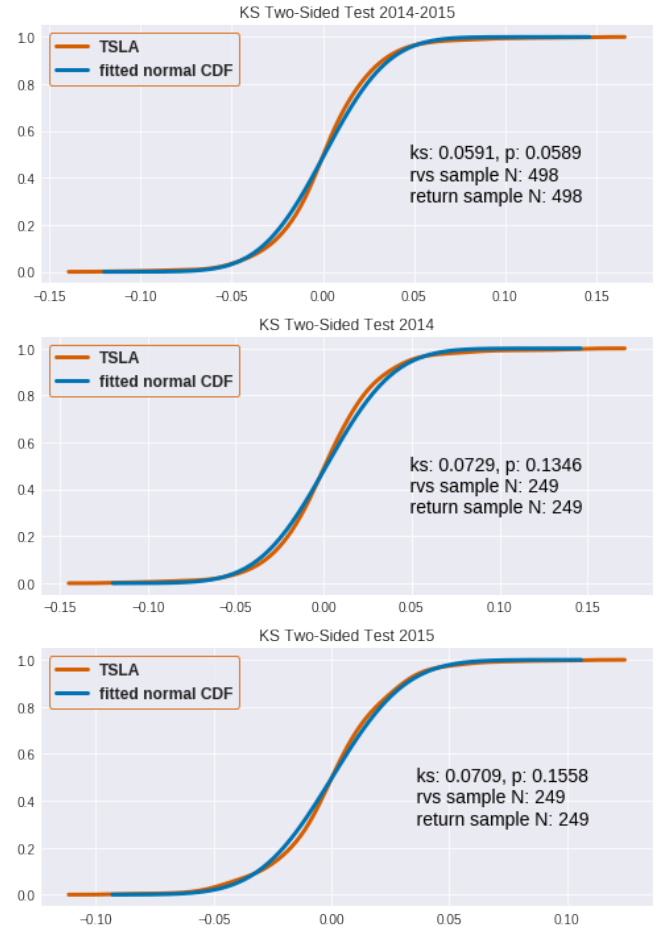 KS Two-Sided Test 2014-2015
TSLA
fitted normal CDF
1.0
0.8
0.6
0.4
0.2
0.0
ks: 0.0591, p: 0.0589
rvs sample N: 498
return sample N: 498
−0.15 −0.10 −0.05 0.00 0.05 0.10 0.15
KS Two-Sided Test 2014
TSLA
fitted normal CDF
1.0
0.8
0.6
0.4
0.2
0.0
ks: 0.0729, p: 0.1346
rvs sample N: 249
return sample N: 249
−0.15 −0.10 −0.05 0.00 0.05 0.10 0.15
KS Two-Sided Test 2015
TSLA
fitted normal CDF
1.0
0.8
0.6
0.4
0.2
0.0
ks: 0.0709, p: 0.1558
rvs sample N: 249
return sample N: 249
−0.10 −0.05 0.00 0.05 0.10